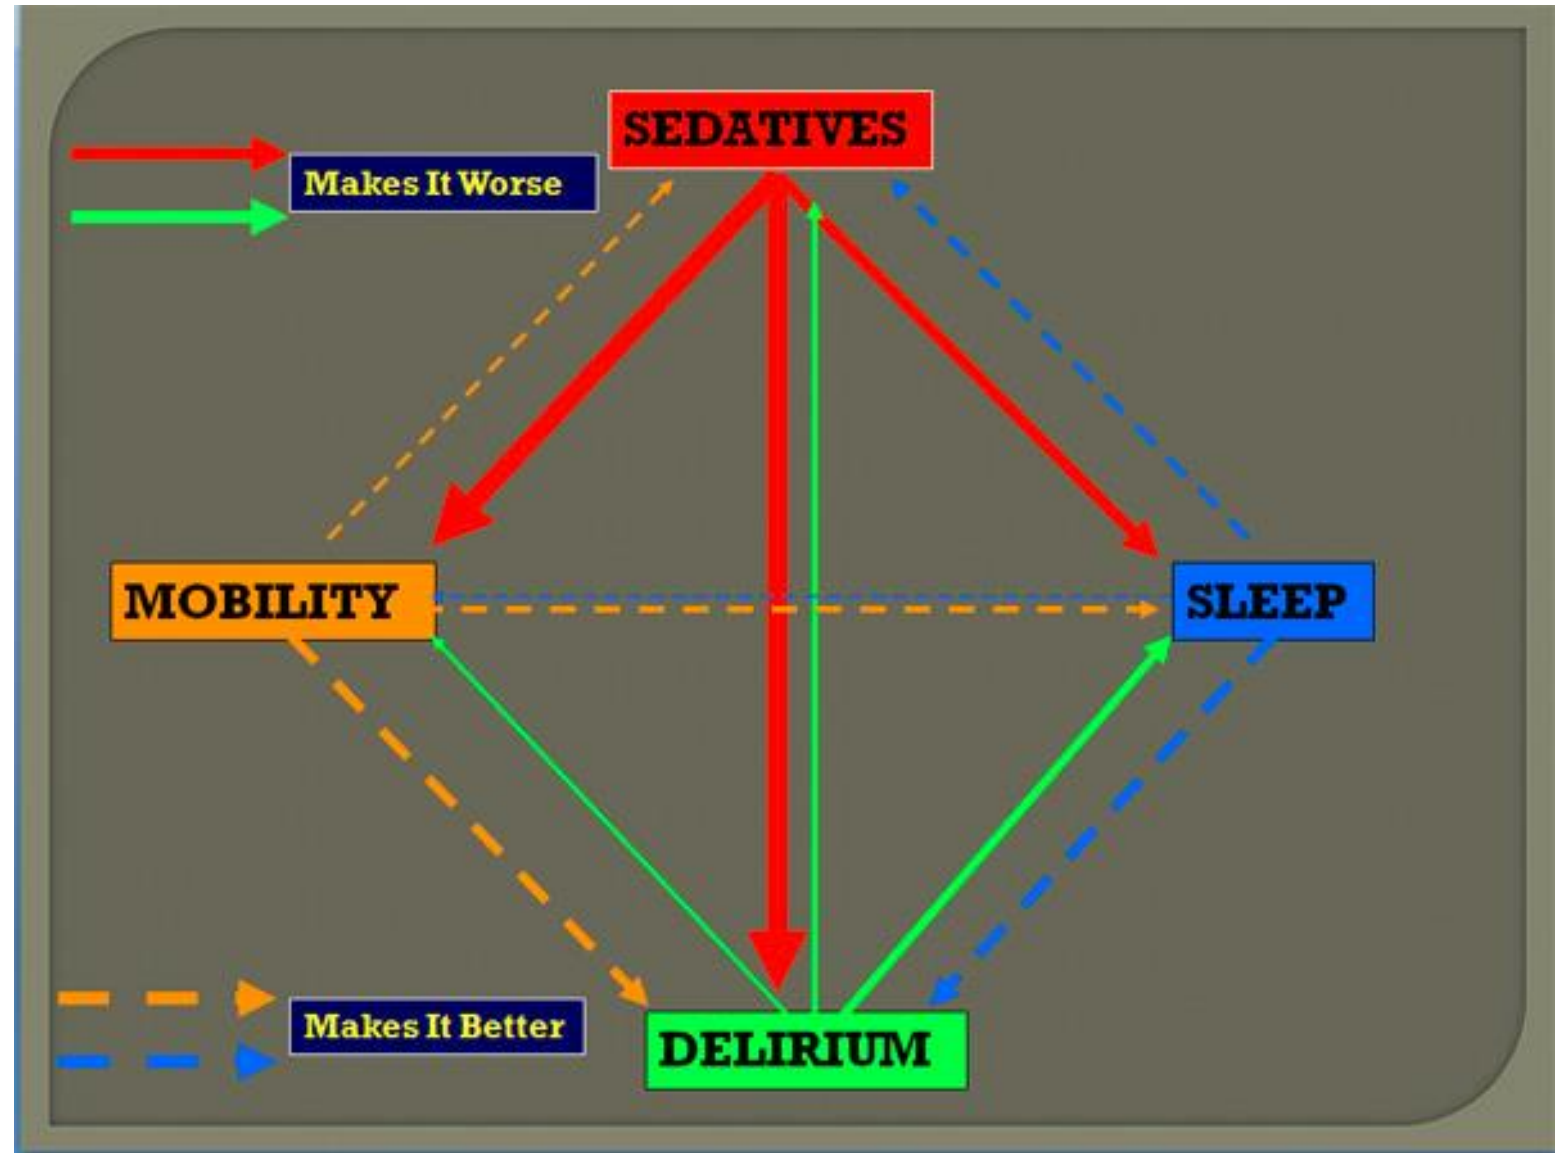 SEDATIVES
Makes It Worse
MOBILITY
SLEEP
Makes It Better
DELIRIUM